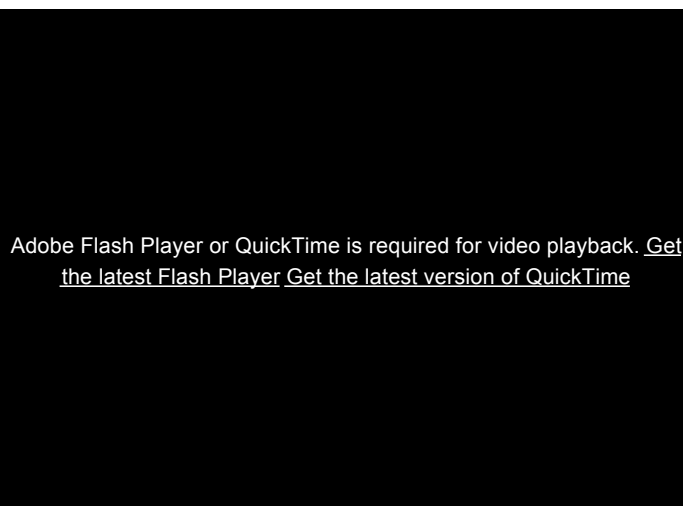 Adobe Flash Player or QuickTime is required for video playback. Get
the latest Flash Player Get the latest version of QuickTime